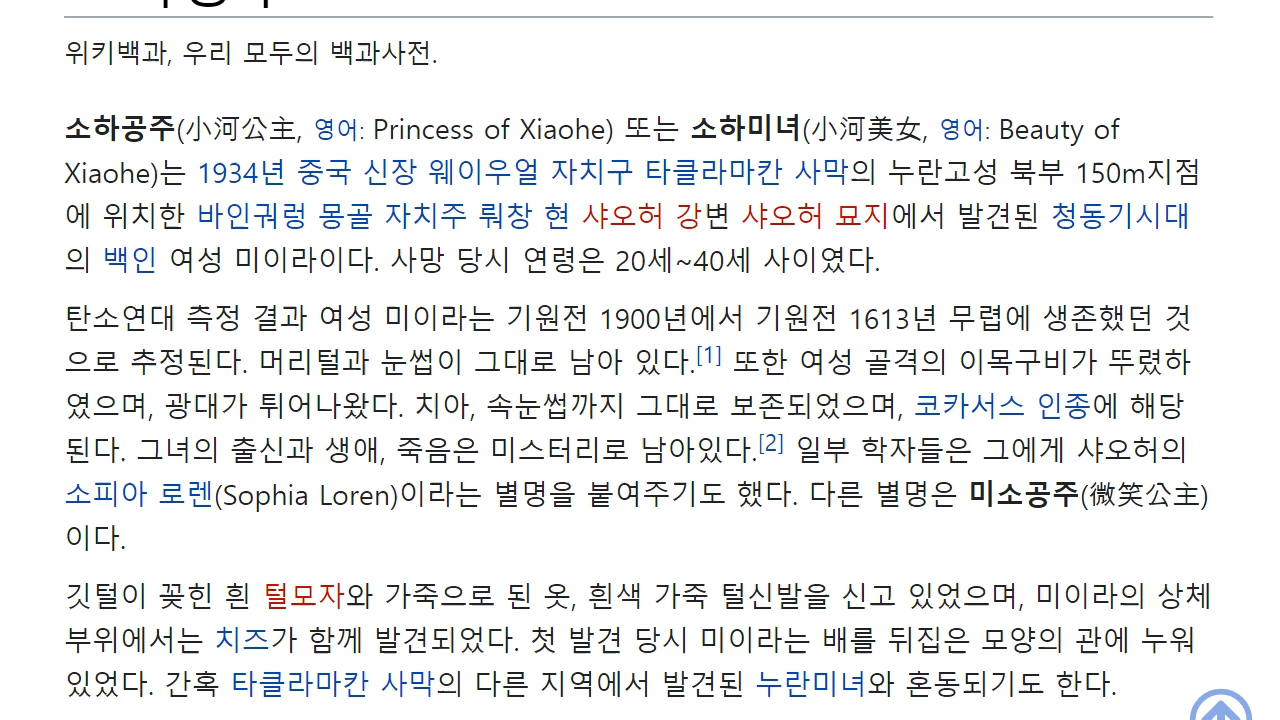 위키백과, 우리 모두의 백과사전.
소하공주(小河公主, 영어: Princess of Xiaohe) 또는 소하미녀(小河美女, 영어: Beauty of
Xiaohe)는 1934년 중국 신장 웨이우얼 자치구 타클라마칸 사막의 누란고성 북부 150m지점
에 위치한 바인궈렁 몽골 자치주 뤄창 현 샤오허 강변 샤오허 묘지에서 발견된 청동기시대
의 백인 여성 미이라이다. 사망 당시 연령은 20세~40세 사이였다.
탄소연대 측정 결과 여성 미이라는 기원전 1900년에서 기원전 1613년 무렵에 생존했던 것
으로 추정된다. 머리털과 눈썹이 그대로 남아 있다.[1] 또한 여성 골격의 이목구비가 뚜렸하
였으며, 광대가 튀어나왔다. 치아, 속눈썹까지 그대로 보존되었으며, 코카서스 인종에 해당
된다. 그녀의 출신과 생애, 죽음은 미스터리로 남아있다.[2] 일부 학자들은 그에게 샤오허의
소피아 로렌(Sophia Loren)이라는 별명을 붙여주기도 했다. 다른 별명은 미소공주(微笑公主)
이다.
깃털이 꽂힌 흰 털모자와 가죽으로 된 옷, 흰색 가죽 털신발을 신고 있었으며, 미이라의 상체
부위에서는 치즈가 함께 발견되었다. 첫 발견 당시 미이라는 배를 뒤집은 모양의 관에 누워
있었다. 간혹 타클라마칸 사막의 다른 지역에서 발견된 누란미녀와 혼동되기도 한다.